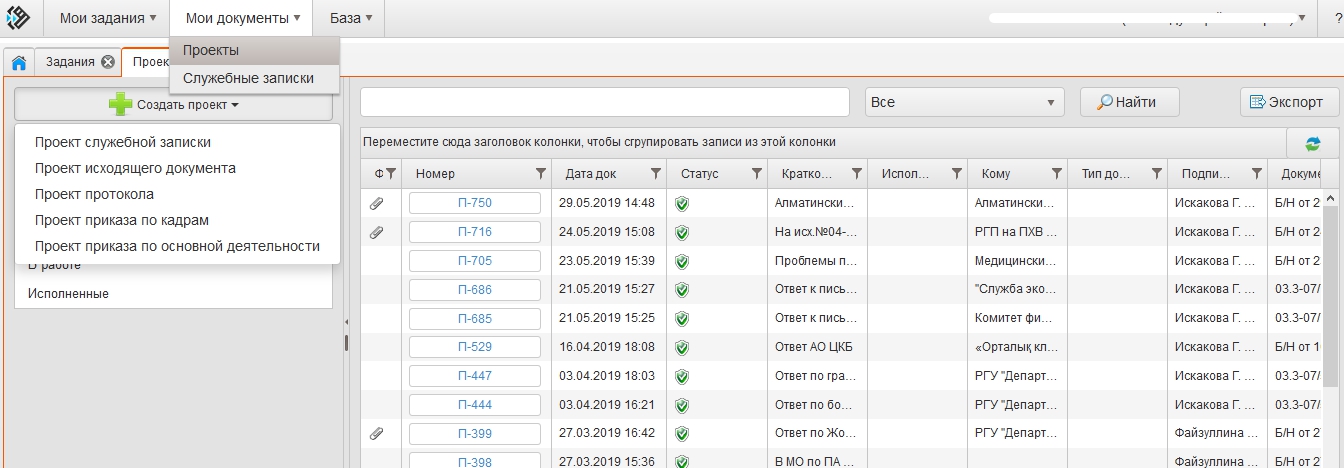 Мои задания Мои документы База ?
Проекты
Служебные записки
Задания Проек
Создать проект
Все Найти Экспорт
Проект служебной записки
Проект исходящего документа
Проект протокола
Проект приказа по кадрам
Проект приказа по основной деятельности
В работе
Исполненные
Переместите сюда заголовок колонки, чтобы сгрупировать записи из этой колонки
Ф Номер Дата док Статус Кратко... Испол... Кому Тип до... Подпи... Докуме
П-750 29.05.2019 14:48 Алматински... Алматински... Искакова Г. ... Б/Н от 2
П-716 24.05.2019 15:08 На исх.№04-... РГП на ПХВ ... Искакова Г. ... Б/Н от 2
П-705 23.05.2019 15:39 Проблемы п... Медицински... Искакова Г. ... Б/Н от 2
П-686 21.05.2019 15:27 Ответ к пись... "Служба эко... Искакова Г. ... 03.3-07/
П-685 21.05.2019 15:25 Ответ к пись... Комитет фи... Искакова Г. ... 03.3-07/
П-529 16.04.2019 18:08 Ответ АО ЦКБ «Орталық кл... Искакова Г. ... Б/Н от 1
П-447 03.04.2019 18:03 Ответ по гра... РГУ "Департ... Искакова Г. ... 03.3-07/
П-444 03.04.2019 16:21 Ответ по бо... РГУ "Департ... Искакова Г. ... 03.3-07/
П-399 27.03.2019 16:42 Ответ по Жо... РГУ "Департ... Файзуллина ... Б/Н от 2
П-398 27.03.2019 15:36 В МО по ПА ... Файзуллина ... Б/Н от 2